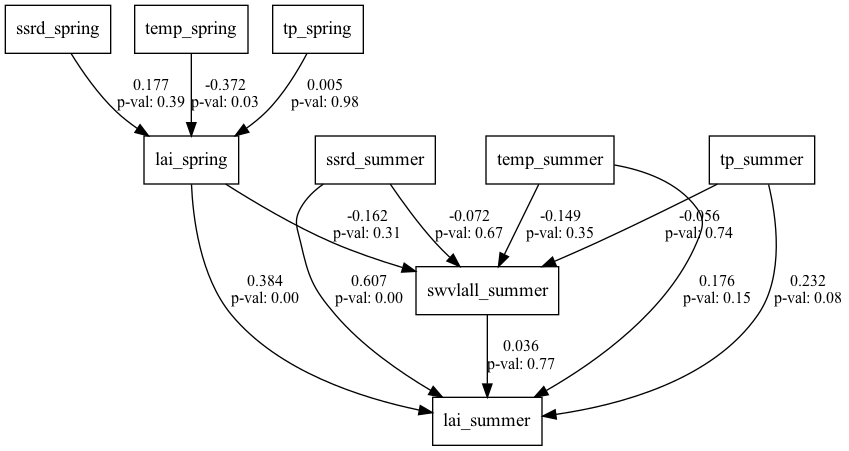 ssrd_spring
temp_spring
tp_spring
0.177
p-val: 0.39
-0.372
p-val: 0.03
0.005
p-val: 0.98
lai_spring
ssrd_summer
temp_summer
tp_summer
-0.162
p-val: 0.31
-0.072
p-val: 0.67
-0.149
p-val: 0.35
-0.056
p-val: 0.74
0.384
p-val: 0.00
0.607
p-val: 0.00
swvlall_summer
0.176
p-val: 0.15
0.232
p-val: 0.08
0.036
p-val: 0.77
lai_summer